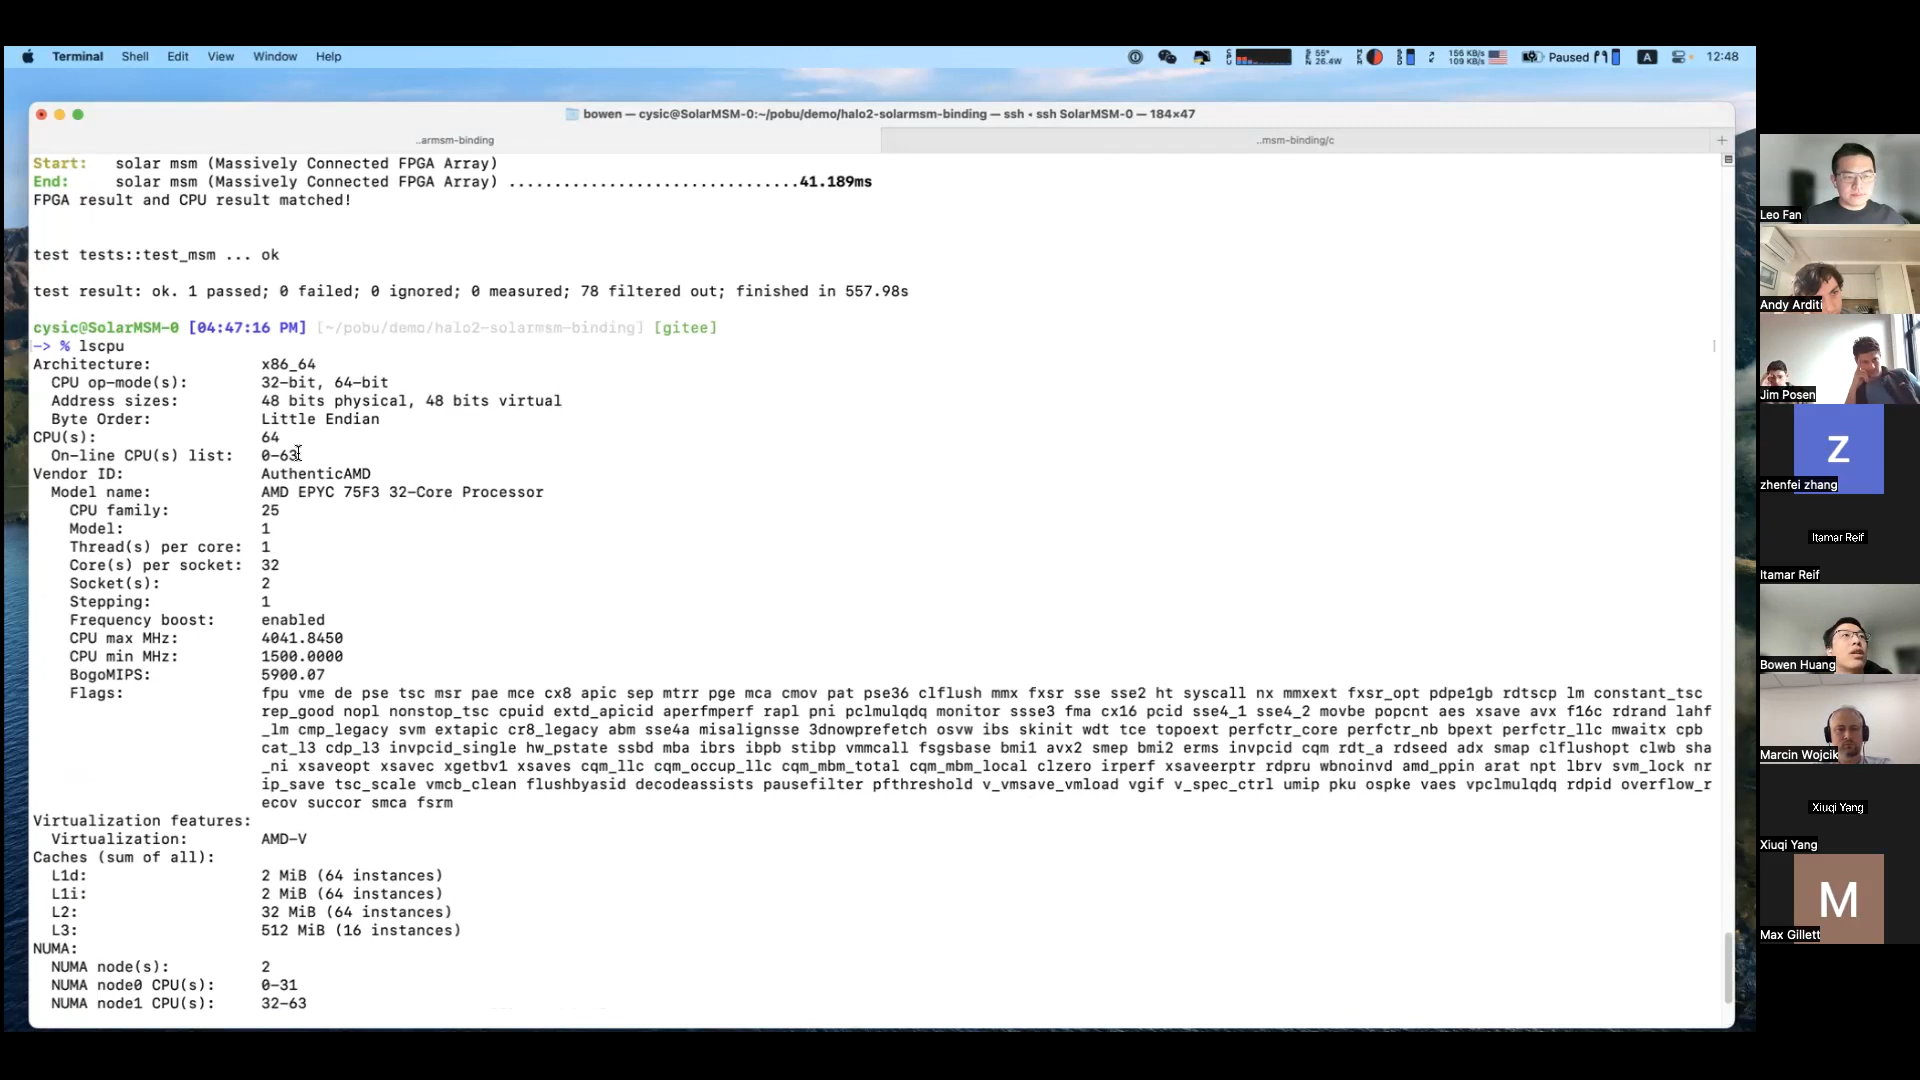 Terminal Shell Edit View Window Help
55°
26.4W
156 KB/s
109 KB/s
Paused
A
12:48
bowen — cysic@SolarMSM-0:~/pobu/demo/halo2-solarmsm-binding — ssh • ssh SolarMSM-0 — 184×47
..armsm-binding
..msm-binding/c
+
Start: solar msm (Massively Connected FPGA Array)
End: solar msm (Massively Connected FPGA Array) ................................41.189ms
FPGA result and CPU result matched!
test tests::test_msm ... ok
test result: ok. 1 passed; 0 failed; 0 ignored; 0 measured; 78 filtered out; finished in 557.98s
cysic@SolarMSM-0 [04:47:16 PM] [~/pobu/demo/halo2-solarmsm-binding] [gitee]
-> % lscpu
Architecture: x86_64
CPU op-mode(s): 32-bit, 64-bit
Address sizes: 48 bits physical, 48 bits virtual
Byte Order: Little Endian
CPU(s): 64
On-line CPU(s) list: 0-63
Vendor ID: AuthenticAMD
Model name: AMD EPYC 75F3 32-Core Processor
CPU family: 25
Model: 1
Thread(s) per core: 1
Core(s) per socket: 32
Socket(s): 2
Stepping: 1
Frequency boost: enabled
CPU max MHz: 4041.8450
CPU min MHz: 1500.0000
BogoMIPS: 5900.07
Flags: fpu vme de pse tsc msr pae mce cx8 apic sep mtrr pge mca cmov pat pse36 clflush mmx fxsr sse sse2 ht syscall nx mmxext fxsr_opt pdpe1gb rdtscp lm constant_tsc
rep_good nopl nonstop_tsc cpuid extd_apicid aperfmperf rapl pni pclmulqdq monitor ssse3 fma cx16 pcid sse4_1 sse4_2 movbe popcnt aes xsave avx f16c rdrand lahf
_lm cmp_legacy svm extapic cr8_legacy abm sse4a misalignsse 3dnowprefetch osvw ibs skinit wdt tce topoext perfctr_core perfctr_nb bpext perfctr_llc mwaitx cpb
cat_l3 cdp_l3 invpcid_single hw_pstate ssbd mba ibrs ibpb stibp vmmcall fsgsbase bmi1 avx2 smep bmi2 erms invpcid cqm rdt_a rdseed adx smap clflushopt clwb sha
_ni xsaveopt xsavec xgetbv1 xsaves cqm_llc cqm_occup_llc cqm_mbm_total cqm_mbm_local clzero irperf xsaveerptr rdpru wbnoinvd amd_ppin arat npt lbrv svm_lock nr
ip_save tsc_scale vmcb_clean flushbyasid decodeassists pausefilter pfthreshold v_vmsave_vmload vgif v_spec_ctrl umip pku ospke vaes vpclmulqdq rdpid overflow_r
ecov succor smca fsrm
Virtualization features:
Virtualization: AMD-V
Caches (sum of all):
L1d: 2 MiB (64 instances)
L1i: 2 MiB (64 instances)
L2: 32 MiB (64 instances)
L3: 512 MiB (16 instances)
NUMA:
NUMA node(s): 2
NUMA node0 CPU(s): 0-31
NUMA node1 CPU(s): 32-63
Leo Fan
Andy Arditi
Jim Posen
Z
zhenfei zhang
Itamar Reif
Itamar Reif
Bowen Huang
Marcin Wojcik
Xiuqi Yang
Xiuqi Yang
M
Max Gillett